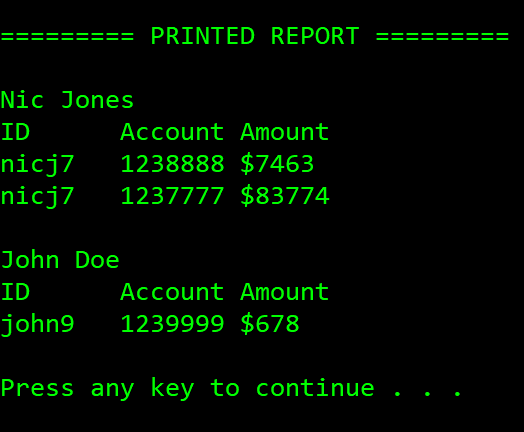 ========= PRINTED REPORT =========
Nic Jones
ID      Account Amount
nicj7   1238888 $7463
nicj7   1237777 $83774
John Doe
ID      Account Amount
john9   1239999 $678
Press any key to continue . . .